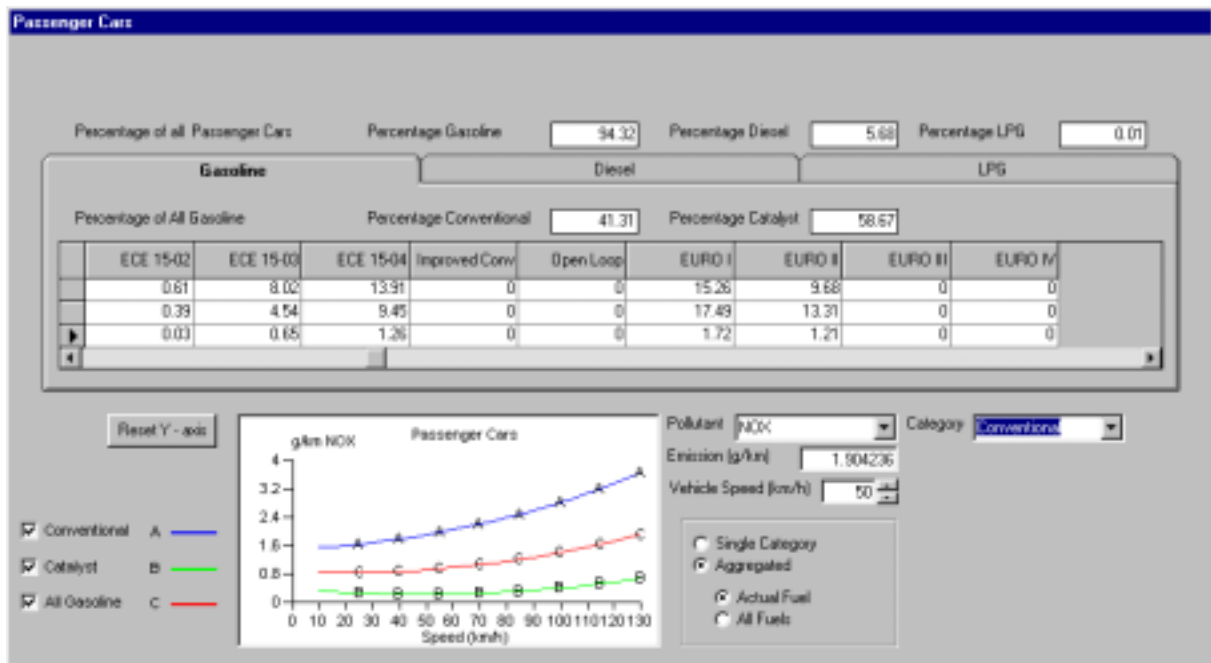 Passenger Cars
Percentage of all Passenger Cars Percentage Gasoline 94.32 Percentage Diesel 5.68 Percentage LPG 0.01
Gasoline Diesel LPG
Percentage of All Gasoline Percentage Conventional 41.31 Percentage Catalyst 58.67
ECE 15-02 ECE 15-03 ECE 15-04 Improved Conv Open Loop EURO I EURO II EURO III EURO IV
0.61 8.02 13.91 0 0 15.26 9.68 0 0
0.39 4.54 9.45 0 0 17.49 13.31 0 0
0.03 0.65 1.26 0 0 1.72 1.21 0 0
Reset Y - axis
g/km NOX Passenger Cars
4
3.2
2.4
1.6
0.8
0
0 10 20 30 40 50 60 70 80 90 100 110 120 130
Speed (km/h)
A A A A A A A A A
C C C C C C C C C
B B B B B B B B B
Conventional A
Catalyst B
All Gasoline C
Pollutant NOX Category Conventional
Emission (g/km) 1.904236
Vehicle Speed (km/h) 50
Single Category
Aggregated
Actual Fuel
All Fuels